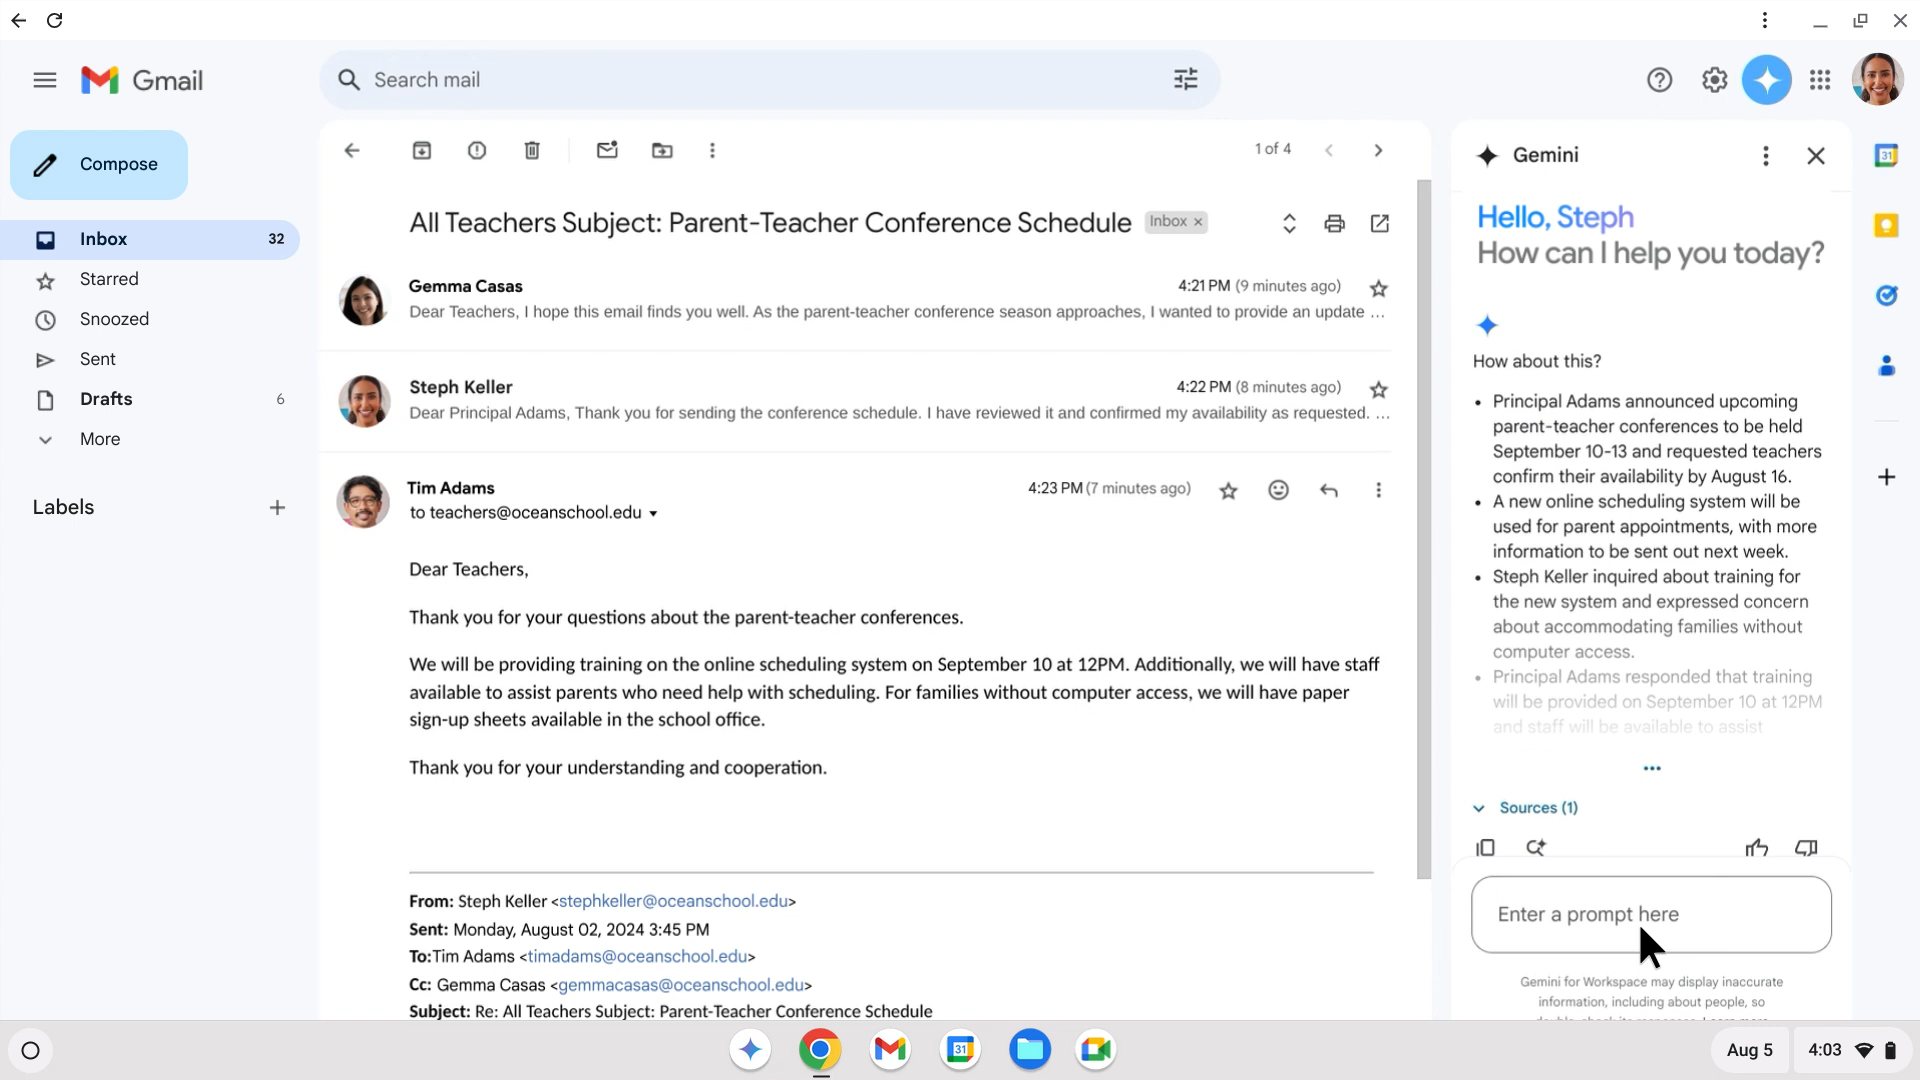 Gmail
Search mail
Compose
Inbox 32
Starred
Snoozed
Sent
Drafts 6
More
Labels
1 of 4
All Teachers Subject: Parent-Teacher Conference Schedule Inbox ×
Gemma Casas 4:21 PM (9 minutes ago)
Dear Teachers, I hope this email finds you well. As the parent-teacher conference season approaches, I wanted to provide an update ...
Steph Keller 4:22 PM (8 minutes ago)
Dear Principal Adams, Thank you for sending the conference schedule. I have reviewed it and confirmed my availability as requested. ...
Tim Adams 4:23 PM (7 minutes ago)
to teachers@oceanschool.edu
Dear Teachers,
Thank you for your questions about the parent-teacher conferences.
We will be providing training on the online scheduling system on September 10 at 12PM. Additionally, we will have staff
available to assist parents who need help with scheduling. For families without computer access, we will have paper
sign-up sheets available in the school office.
Thank you for your understanding and cooperation.
From: Steph Keller <stephkeller@oceanschool.edu>
Sent: Monday, August 02, 2024 3:45 PM
To:Tim Adams <timadams@oceanschool.edu>
Cc: Gemma Casas <gemmacasas@oceanschool.edu>
Subject: Re: All Teachers Subject: Parent-Teacher Conference Schedule
Gemini
Hello, Steph
How can I help you today?
How about this?
• Principal Adams announced upcoming
parent-teacher conferences to be held
September 10-13 and requested teachers
confirm their availability by August 16.
• A new online scheduling system will be
used for parent appointments, with more
information to be sent out next week.
• Steph Keller inquired about training for
the new system and expressed concern
about accommodating families without
computer access.
• Principal Adams responded that training
will be provided on September 10 at 12PM
and staff will be available to assist
Sources (1)
Enter a prompt here
Gemini for Workspace may display inaccurate
information, including about people, so
31
31
Aug 5
4:03